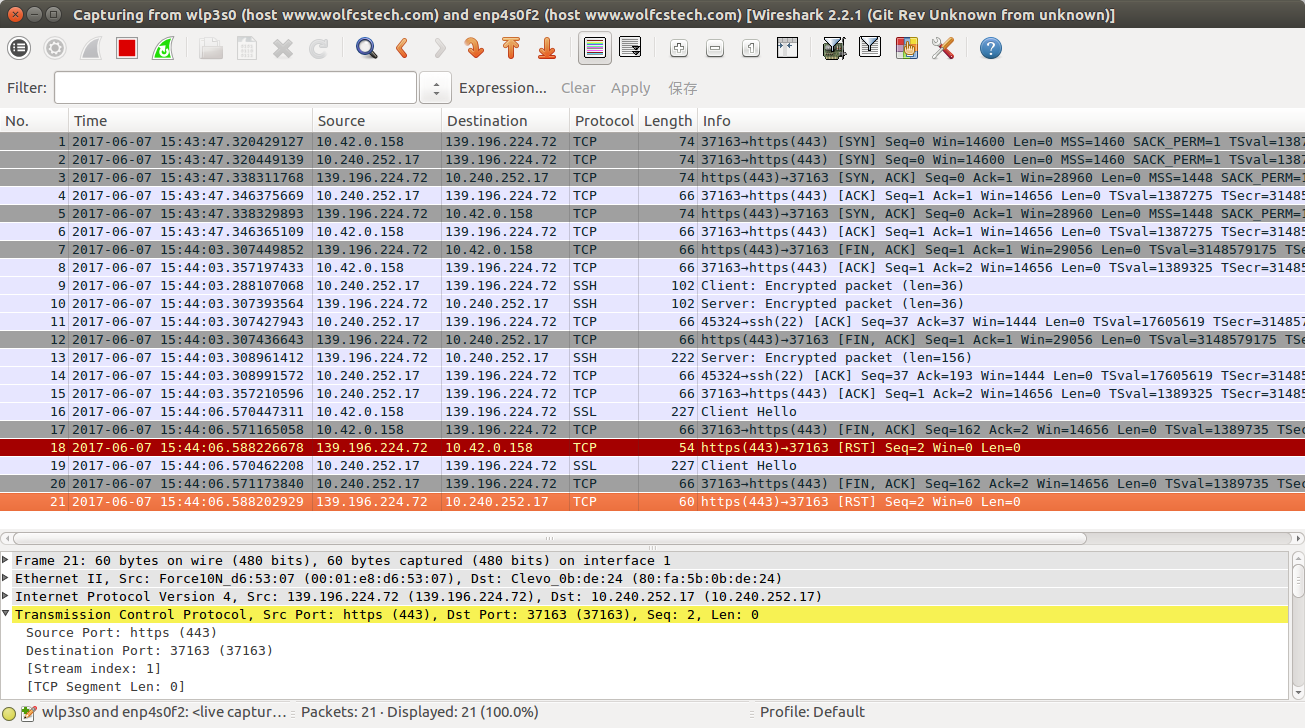 Capturing from wlp3s0 (host www.wolfcstech.com) and enp4s0f2 (host www.wolfcstech.com) [Wireshark 2.2.1 (Git Rev Unknown from unknown)]
Filter: Expression... Clear Apply 保存
No. Time Source Destination Protocol Length Info
1 2017-06-07 15:43:47.320429127 10.42.0.158 139.196.224.72 TCP 74 37163→https(443) [SYN] Seq=0 Win=14600 Len=0 MSS=1460 SACK_PERM=1 TSval=1387
2 2017-06-07 15:43:47.320449139 10.240.252.17 139.196.224.72 TCP 74 37163→https(443) [SYN] Seq=0 Win=14600 Len=0 MSS=1460 SACK_PERM=1 TSval=1387
3 2017-06-07 15:43:47.338311768 139.196.224.72 10.240.252.17 TCP 74 https(443)→37163 [SYN, ACK] Seq=0 Ack=1 Win=28960 Len=0 MSS=1448 SACK_PERM=1
4 2017-06-07 15:43:47.346375669 10.240.252.17 139.196.224.72 TCP 66 37163→https(443) [ACK] Seq=1 Ack=1 Win=14656 Len=0 TSval=1387275 TSecr=31485
5 2017-06-07 15:43:47.338329893 139.196.224.72 10.42.0.158 TCP 74 https(443)→37163 [SYN, ACK] Seq=0 Ack=1 Win=28960 Len=0 MSS=1448 SACK_PERM=1
6 2017-06-07 15:43:47.346365109 10.42.0.158 139.196.224.72 TCP 66 37163→https(443) [ACK] Seq=1 Ack=1 Win=14656 Len=0 TSval=1387275 TSecr=31485
7 2017-06-07 15:44:03.307449852 139.196.224.72 10.42.0.158 TCP 66 https(443)→37163 [FIN, ACK] Seq=1 Ack=1 Win=29056 Len=0 TSval=3148579175 TSe
8 2017-06-07 15:44:03.357197433 10.42.0.158 139.196.224.72 TCP 66 37163→https(443) [ACK] Seq=1 Ack=2 Win=14656 Len=0 TSval=1389325 TSecr=31485
9 2017-06-07 15:44:03.288107068 10.240.252.17 139.196.224.72 SSH 102 Client: Encrypted packet (len=36)
10 2017-06-07 15:44:03.307393564 139.196.224.72 10.240.252.17 SSH 102 Server: Encrypted packet (len=36)
11 2017-06-07 15:44:03.307427943 10.240.252.17 139.196.224.72 TCP 66 45324→ssh(22) [ACK] Seq=37 Ack=37 Win=1444 Len=0 TSval=17605619 TSecr=314857
12 2017-06-07 15:44:03.307436643 139.196.224.72 10.240.252.17 TCP 66 https(443)→37163 [FIN, ACK] Seq=1 Ack=1 Win=29056 Len=0 TSval=3148579175 TSe
13 2017-06-07 15:44:03.308961412 139.196.224.72 10.240.252.17 SSH 222 Server: Encrypted packet (len=156)
14 2017-06-07 15:44:03.308991572 10.240.252.17 139.196.224.72 TCP 66 45324→ssh(22) [ACK] Seq=37 Ack=193 Win=1444 Len=0 TSval=17605619 TSecr=31485
15 2017-06-07 15:44:03.357210596 10.240.252.17 139.196.224.72 TCP 66 37163→https(443) [ACK] Seq=1 Ack=2 Win=14656 Len=0 TSval=1389325 TSecr=31485
16 2017-06-07 15:44:06.570447311 10.42.0.158 139.196.224.72 SSL 227 Client Hello
17 2017-06-07 15:44:06.571165058 10.42.0.158 139.196.224.72 TCP 66 37163→https(443) [FIN, ACK] Seq=162 Ack=2 Win=14656 Len=0 TSval=1389735 TSec
18 2017-06-07 15:44:06.588226678 139.196.224.72 10.42.0.158 TCP 54 https(443)→37163 [RST] Seq=2 Win=0 Len=0
19 2017-06-07 15:44:06.570462208 10.240.252.17 139.196.224.72 SSL 227 Client Hello
20 2017-06-07 15:44:06.571173840 10.240.252.17 139.196.224.72 TCP 66 37163→https(443) [FIN, ACK] Seq=162 Ack=2 Win=14656 Len=0 TSval=1389735 TSec
21 2017-06-07 15:44:06.588202929 139.196.224.72 10.240.252.17 TCP 60 https(443)→37163 [RST] Seq=2 Win=0 Len=0
Frame 21: 60 bytes on wire (480 bits), 60 bytes captured (480 bits) on interface 1
Ethernet II, Src: Force10N_d6:53:07 (00:01:e8:d6:53:07), Dst: Clevo_0b:de:24 (80:fa:5b:0b:de:24)
Internet Protocol Version 4, Src: 139.196.224.72 (139.196.224.72), Dst: 10.240.252.17 (10.240.252.17)
Transmission Control Protocol, Src Port: https (443), Dst Port: 37163 (37163), Seq: 2, Len: 0
Source Port: https (443)
Destination Port: 37163 (37163)
[Stream index: 1]
[TCP Segment Len: 0]
wlp3s0 and enp4s0f2: <live captur... Packets: 21 · Displayed: 21 (100.0%) Profile: Default